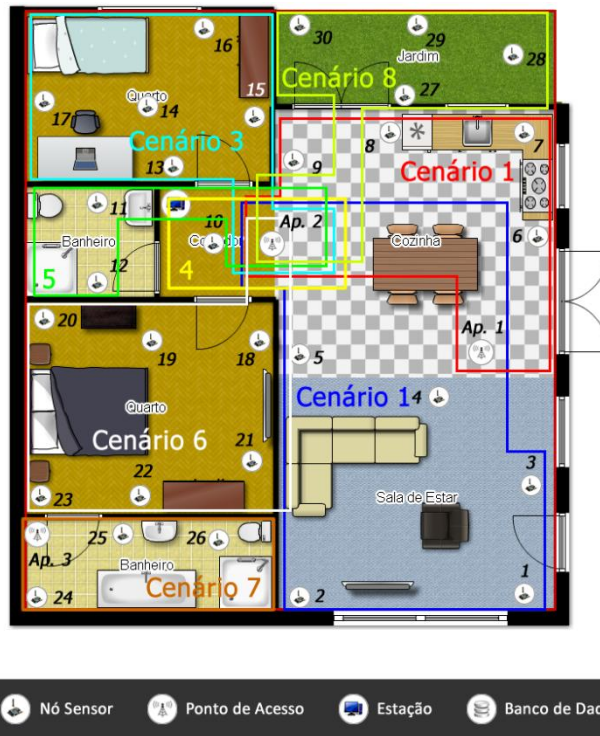 30
29
Jardim
28
16
Cenário 8
27
15
Quarto
14
17
Cenário 3
13
8
7
9
Cenário 1
11
10
Ap. 2
6
Banheiro
Cozinha
12
5
4
Ap. 1
20
19
18
5
Cenário 1
4
Quarto
Cenário 6
21
22
3
23
Sala de Estar
25
26
Ap. 3
Banheiro
Cenário 7
1
24
2
Nó Sensor
Ponto de Acesso
Estação
Banco de Dad